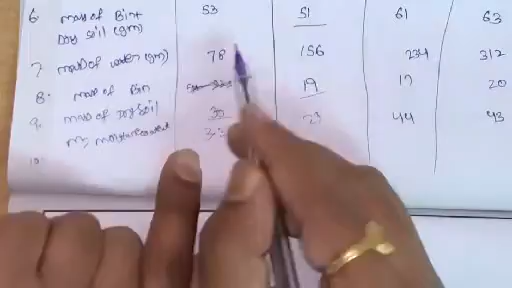 6. mass of Bin+ 53 51 61 63
Dry soil (gm)
7. mass of water (gm) 78 156 234 312
8. mass of Bin 19 17 20
9. mass of Dry soil 30 23 44 43
moisture content
10.